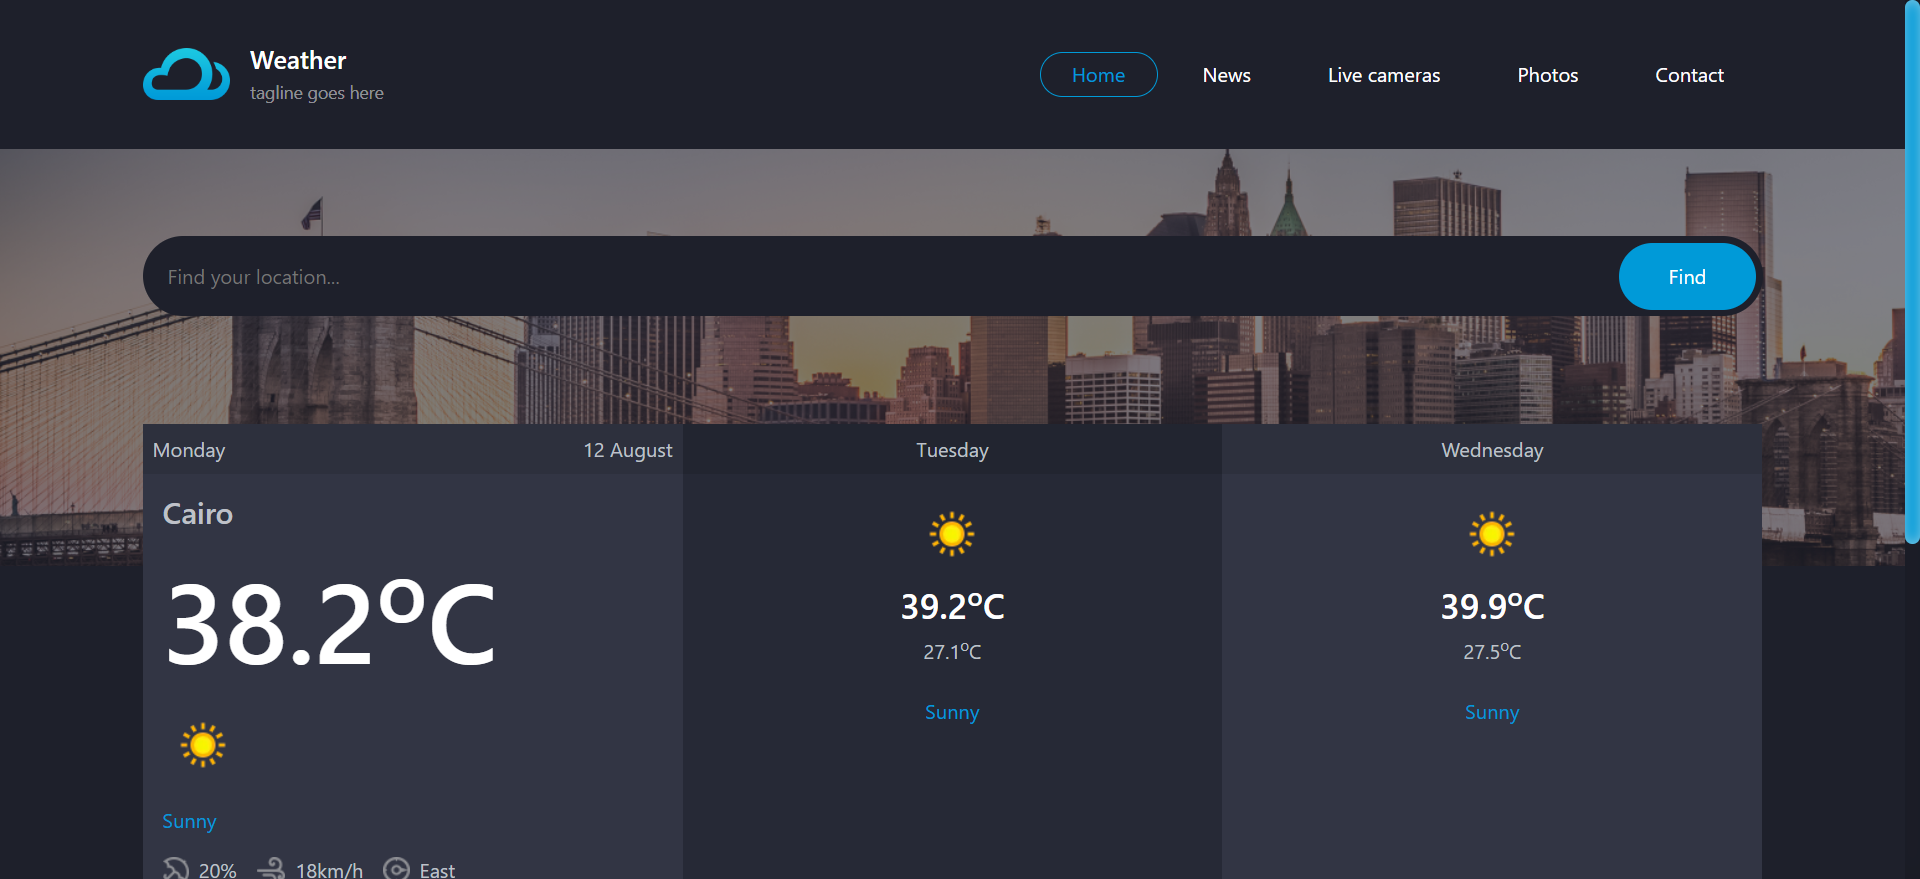 Weather
tagline goes here
Home News Live cameras Photos Contact
Find your location...
Find
Monday 12 August
Cairo
38.2°C
Sunny
20% 18km/h East
Tuesday
39.2°C
27.1°C
Sunny
Wednesday
39.9°C
27.5°C
Sunny